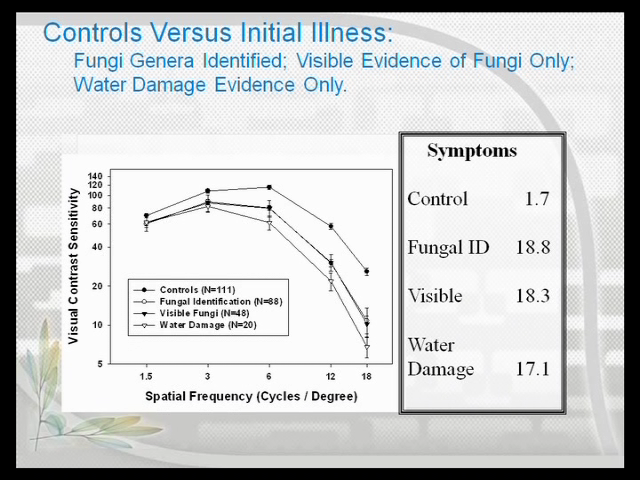 Controls Versus Initial Illness:
Fungi Genera Identified; Visible Evidence of Fungi Only;
Water Damage Evidence Only.
Visual Contrast Sensitivity
140
120
100
80
60
40
20
10
5
Controls (N=111)
Fungal Identification (N=88)
Visible Fungi (N=48)
Water Damage (N=20)
1.5 3 6 12 18
Spatial Frequency (Cycles / Degree)
Symptoms
Control 1.7
Fungal ID 18.8
Visible 18.3
Water
Damage 17.1